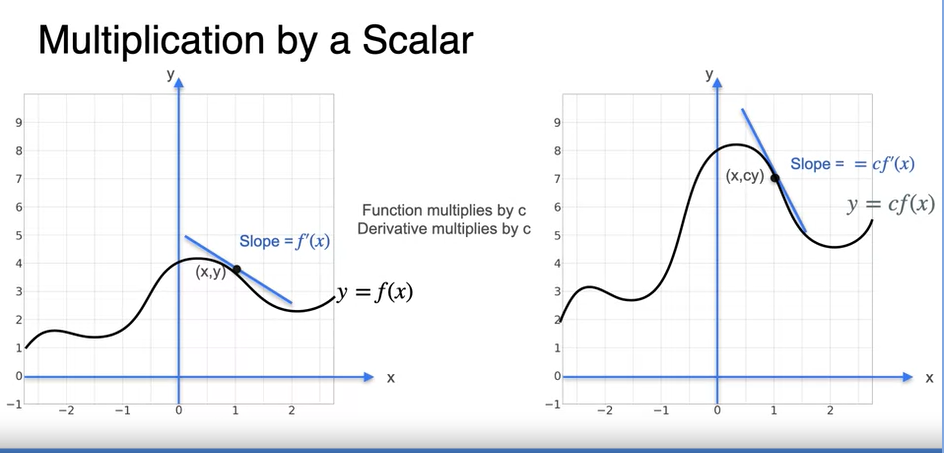 Multiplication by a Scalar
y
9
8
7
6
5
4
3
2
1
0
−1
−2
−1
0
1
2
x
Slope = f′(x)
(x,y)
y = f(x)
Function multiplies by c
Derivative multiplies by c
y
9
8
7
6
5
4
3
2
1
0
−1
−2
−1
0
1
2
x
Slope = = cf′(x)
(x,cy)
y = cf(x)